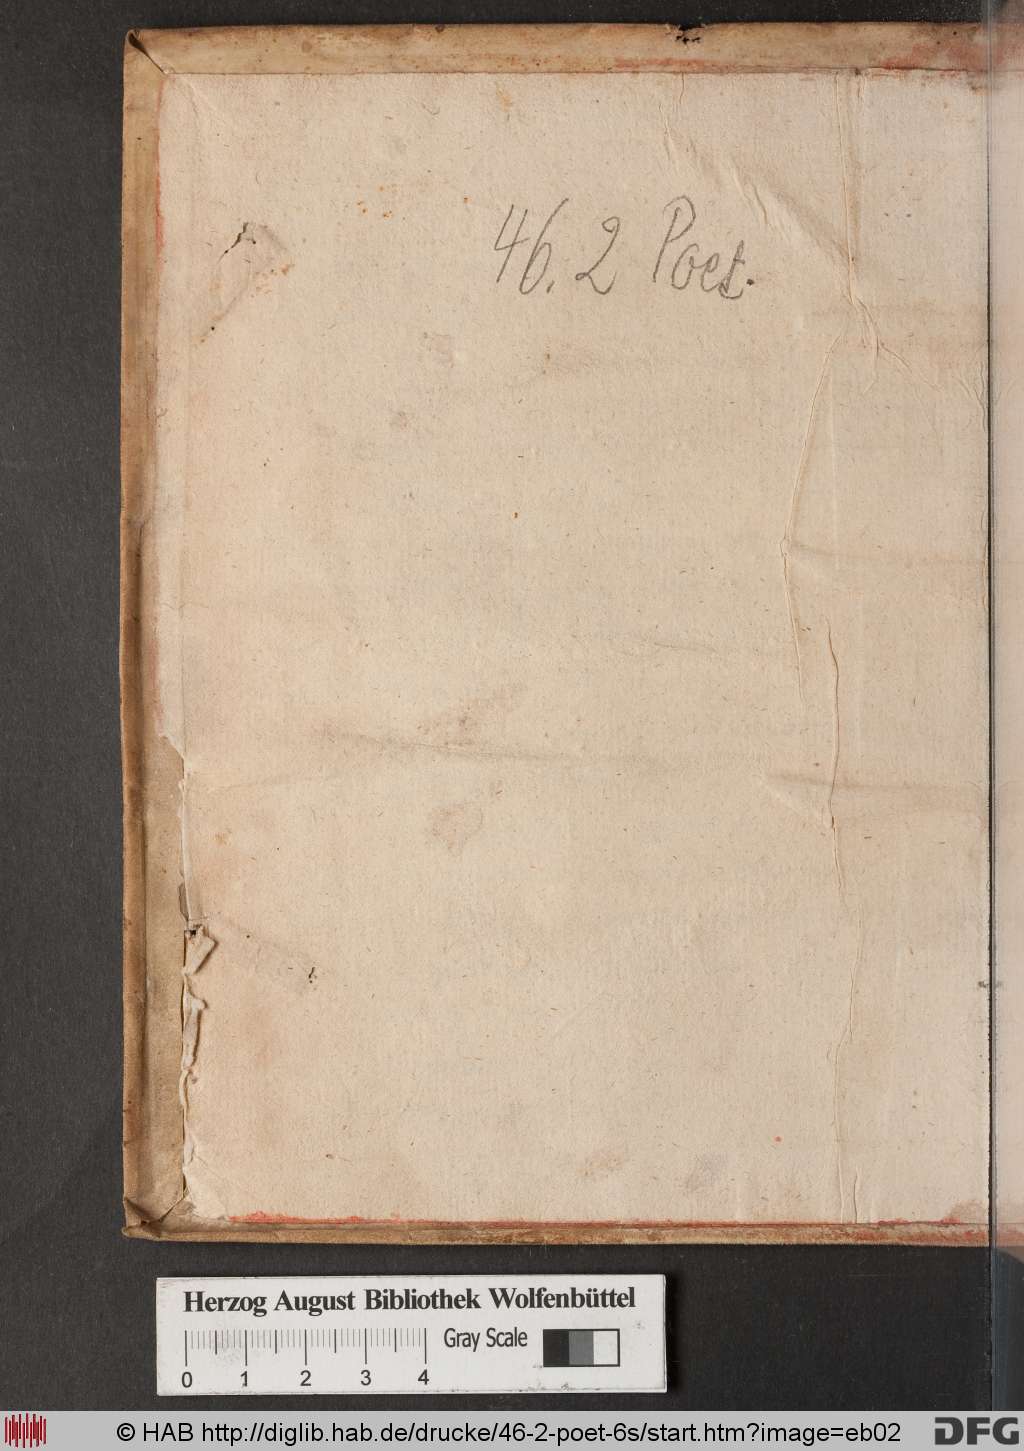 46. 2 Poet.
Herzog August Bibliothek Wolfenbüttel
Gray Scale
0 1 2 3 4
© HAB http://diglib.hab.de/drucke/46-2-poet-6s/start.htm?image=eb02
DFG